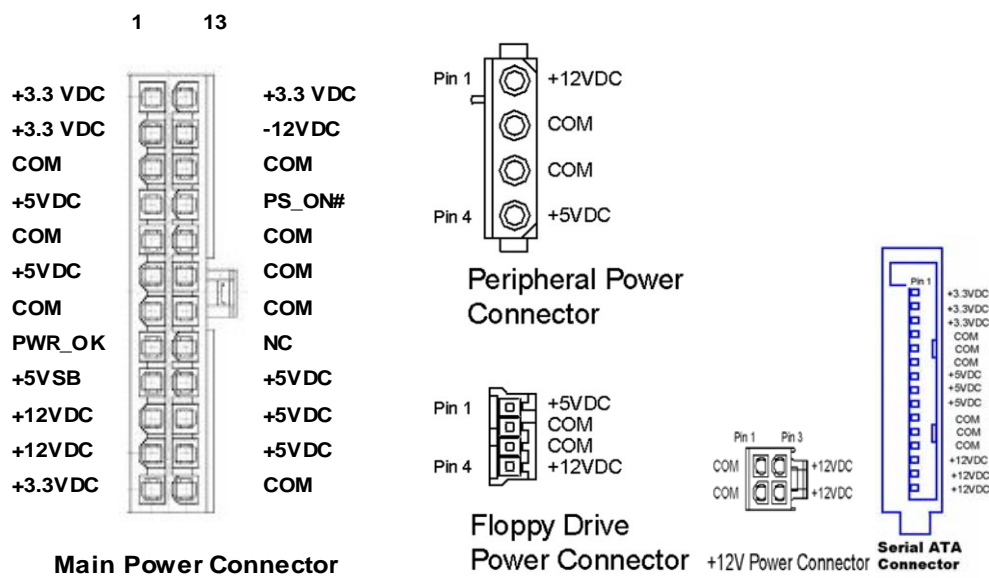 1 13
+3.3 VDC +3.3 VDC
+3.3 VDC -12VDC
COM COM
+5VDC PS_ON#
COM COM
+5VDC COM
COM COM
PWR_OK NC
+5VSB +5VDC
+12VDC +5VDC
+12VDC +5VDC
+3.3VDC COM
Main Power Connector
Pin 1 +12VDC
COM
COM
Pin 4 +5VDC
Peripheral Power
Connector
Pin 1 +5VDC
COM
COM
Pin 4 +12VDC
Floppy Drive
Power Connector
Pin 1 Pin 3
COM +12VDC
COM +12VDC
+12V Power Connector
Pin 1
+3.3VDC
+3.3VDC
+3.3VDC
COM
COM
COM
+5VDC
+5VDC
+5VDC
COM
COM
COM
+12VDC
+12VDC
+12VDC
Serial ATA
Connector